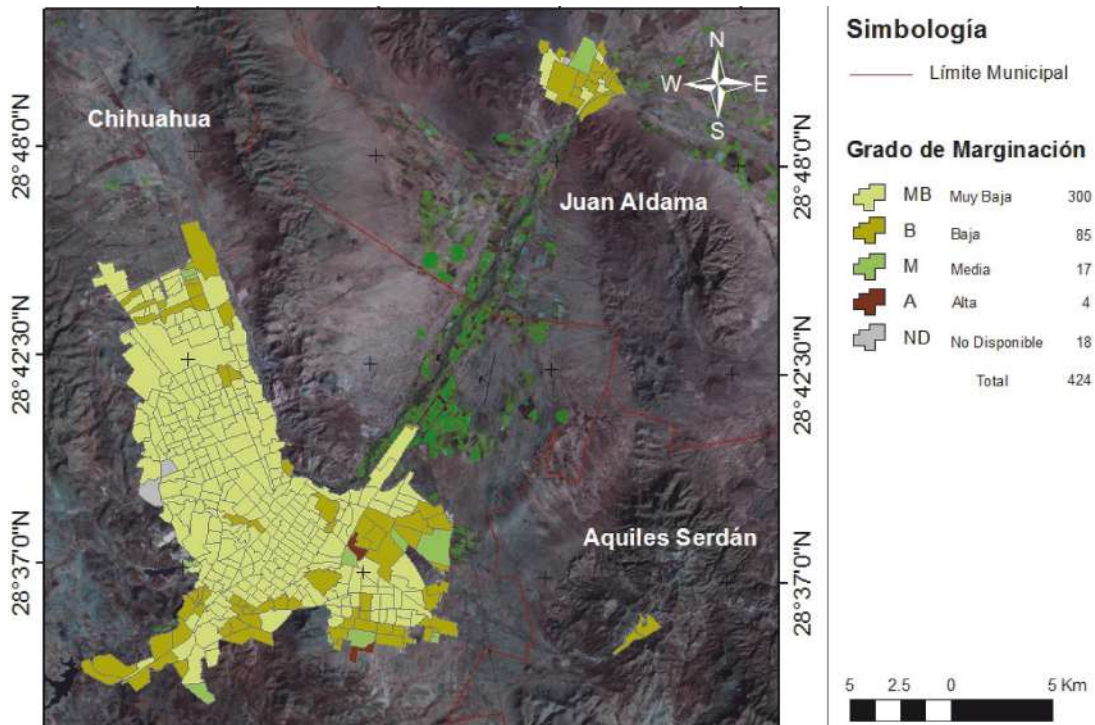 Chihuahua
Juan Aldama
Aquiles Serdán
N
W E
S
28°48'0"N
28°42'30"N
28°37'0"N
28°48'0"N
28°42'30"N
28°37'0"N
Simbología
Límite Municipal
Grado de Marginación
MB Muy Baja 300
B Baja 85
M Media 17
A Alta 4
ND No Disponible 18
Total 424
5 2.5 0 5 Km